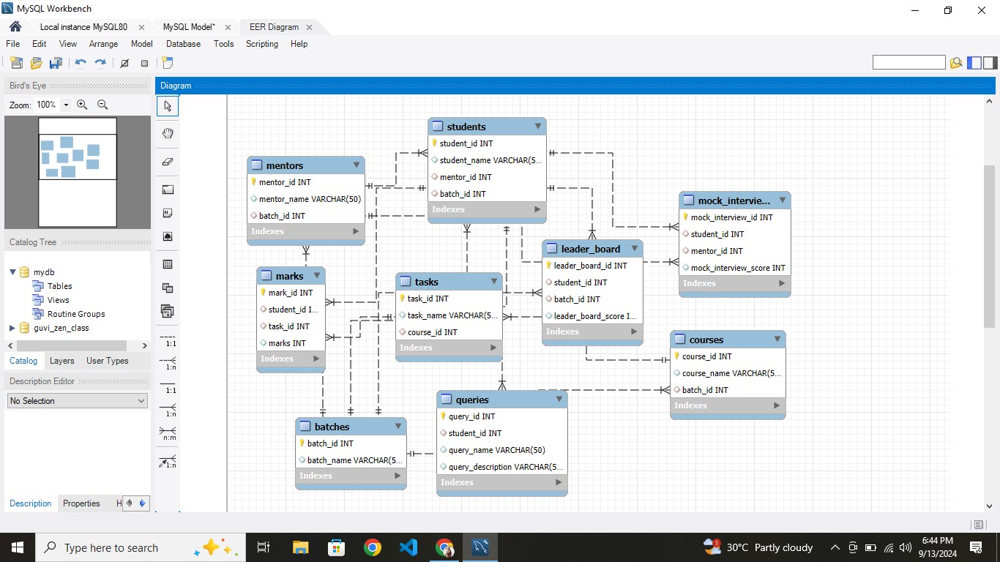 MySQL Workbench
Local instance MySQL80
MySQL Model*
EER Diagram
File Edit View Arrange Model Database Tools Scripting Help
Bird's Eye
Zoom: 100%
Catalog Tree
mydb
Tables
Views
Routine Groups
guvi_zen_class
Catalog Layers User Types
Description Editor
No Selection
Description Properties H
Diagram
1:1
1:n
1:1
1:n
n:m
1:n
students
student_id INT
student_name VARCHAR(5...
mentor_id INT
batch_id INT
Indexes
mentors
mentor_id INT
mentor_name VARCHAR(50)
batch_id INT
Indexes
mock_intervie...
mock_interview_id INT
student_id INT
mentor_id INT
mock_interview_score INT
Indexes
leader_board
leader_board_id INT
student_id INT
batch_id INT
leader_board_score I...
Indexes
marks
mark_id INT
student_id I...
task_id INT
marks INT
Indexes
tasks
task_id INT
task_name VARCHAR(5...
course_id INT
Indexes
courses
course_id INT
course_name VARCHAR(5...
batch_id INT
Indexes
queries
query_id INT
student_id INT
query_name VARCHAR(50)
query_description VARCHAR(5...
Indexes
batches
batch_id INT
batch_name VARCHAR(5...
Indexes
Type here to search
1
30°C Partly cloudy
6:44 PM
9/13/2024